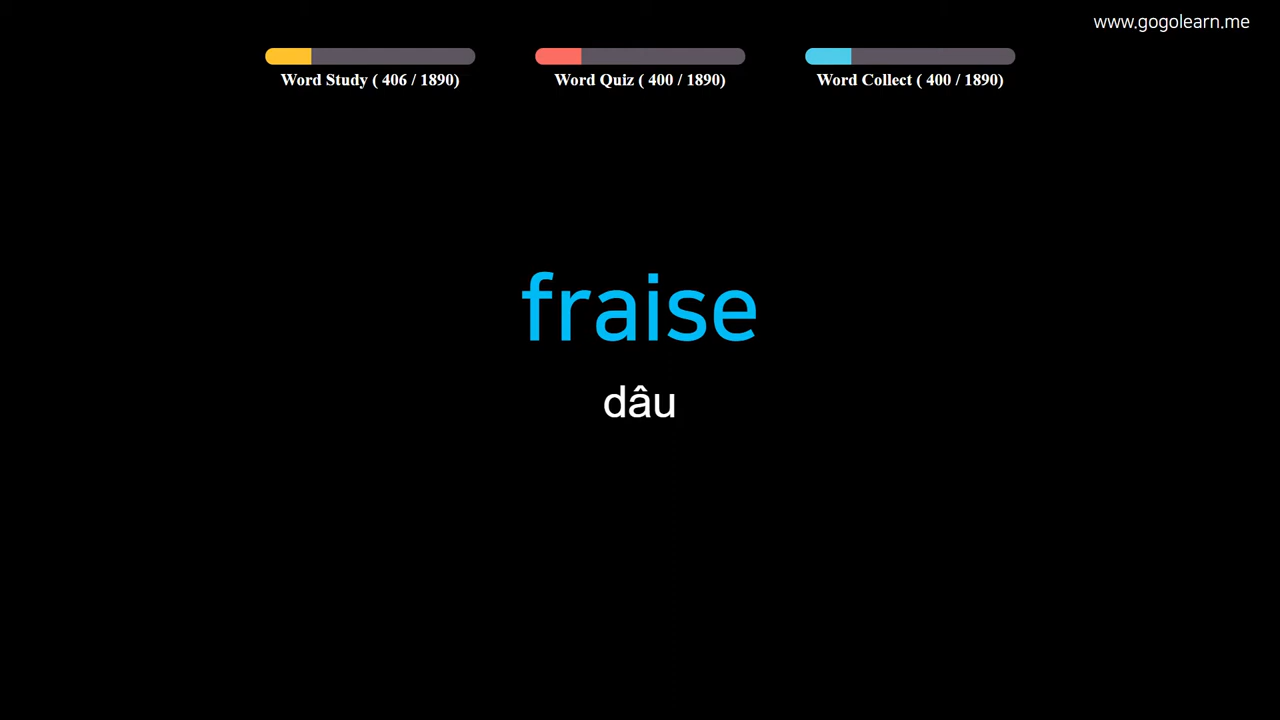 www.gogolearn.me
Word Study ( 406 / 1890)
Word Quiz ( 400 / 1890)
Word Collect ( 400 / 1890)
fraise
dâu